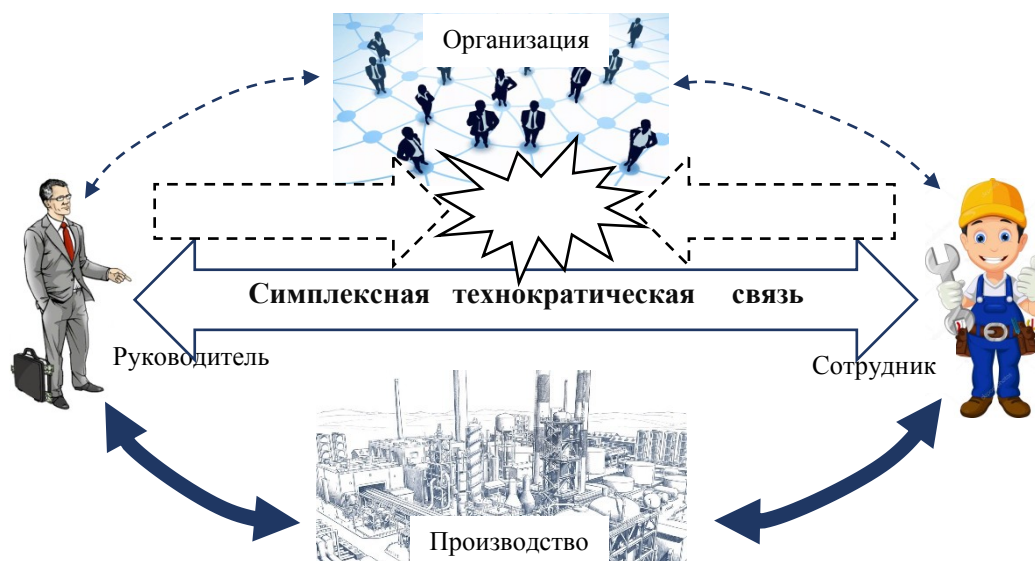 Организация
Симплексная технократическая связь
Руководитель
Сотрудник
Производство